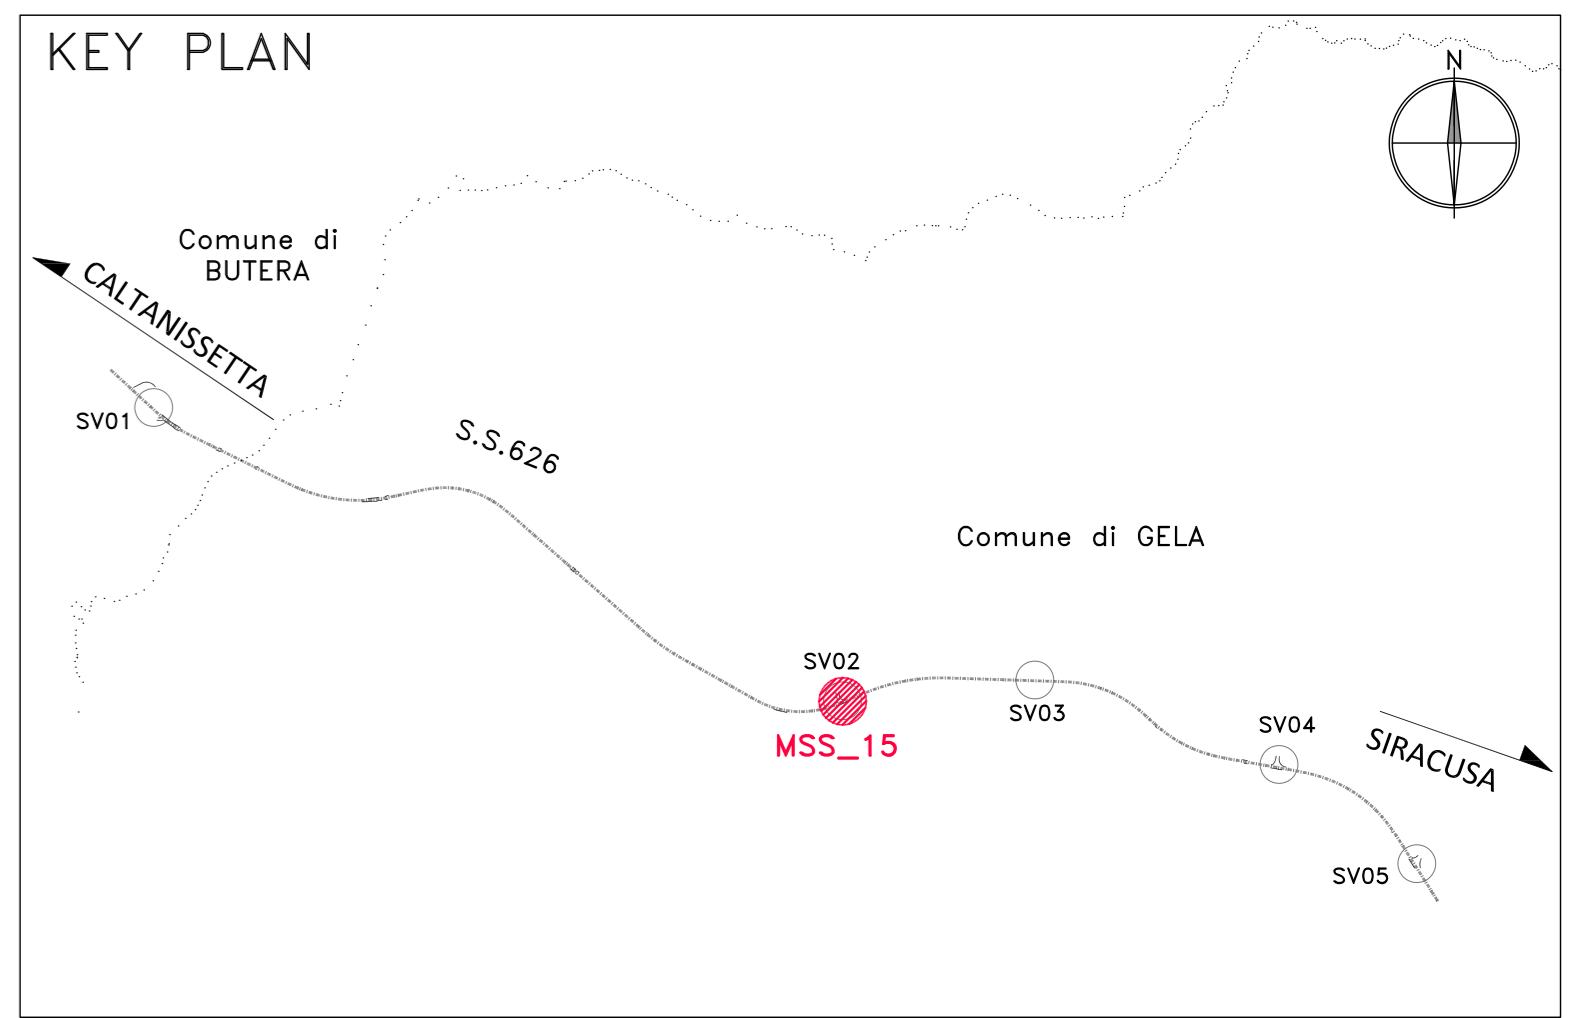 KEY PLAN
N
Comune di
BUTERA
CALTANISSETTA
SV01
S.S.626
Comune di GELA
SV02
MSS_15
SV03
SV04
SIRACUSA
SV05